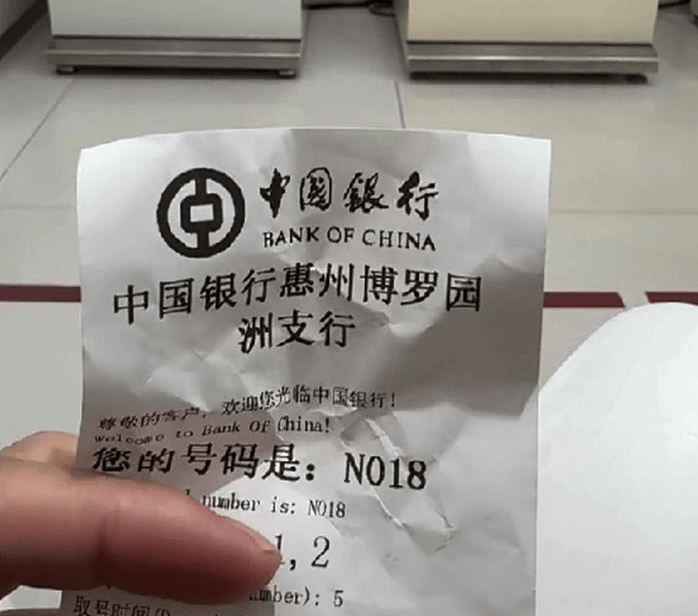 中国银行
BANK OF CHINA
中国银行惠州博罗园
洲支行
尊敬的客户，欢迎您光临中国银行！
welcome to Bank Of China!
您的号码是：N018
number is: N018
1,2
mber): 5
取号时间